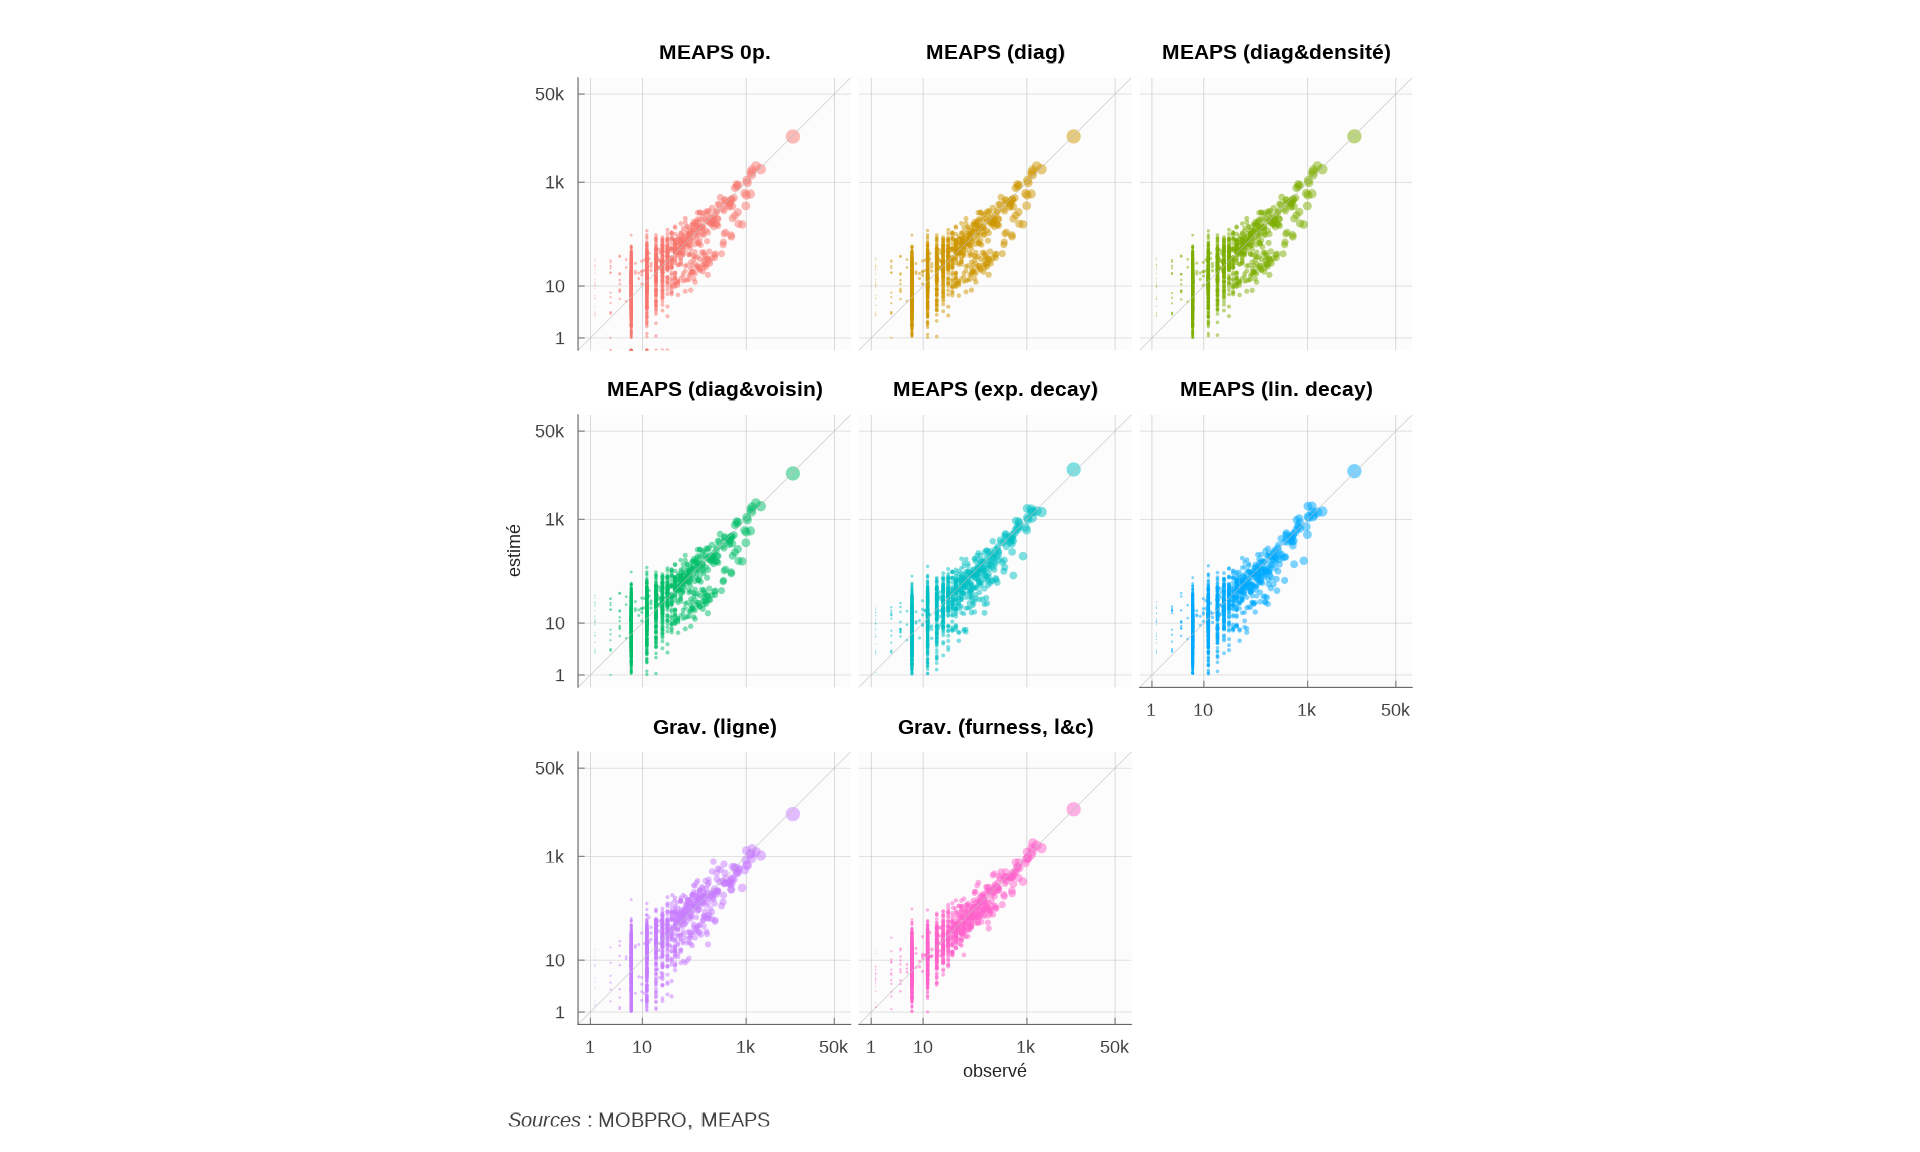 MEAPS 0p. MEAPS (diag) MEAPS (diag&densité)
50k
1k
10
1
MEAPS (diag&voisin) MEAPS (exp. decay) MEAPS (lin. decay)
50k
1k
10
1
estimé
1 10 1k 50k
Grav. (ligne) Grav. (furness, l&c)
50k
1k
10
1
1 10 1k 50k 1 10 1k 50k
observé
Sources : MOBPRO, MEAPS